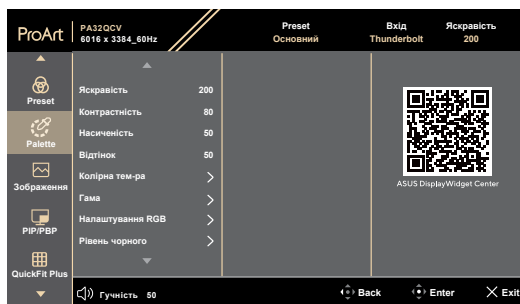 ProArt
PA32QCV
6016 x 3384_60Hz
Preset
Основний
Вхід
Thunderbolt
Яскравість
200
Preset
Palette
Зображення
PIP/PBP
QuickFit Plus
Яскравість 200
Контрастність 80
Насиченість 50
Відтінок 50
Колірна тем-ра
Гама
Налаштування RGB
Рівень чорного
ASUS DisplayWidget Center
Гучність 50
Back
Enter
Exit